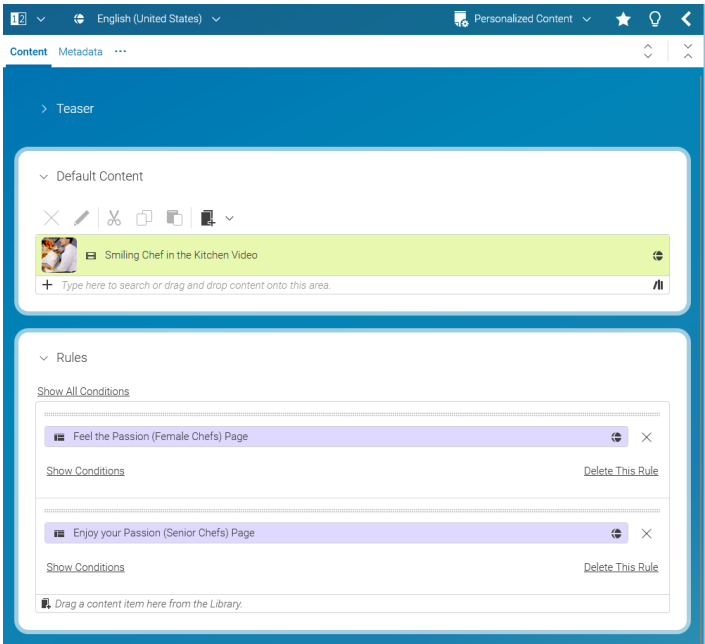 12 English (United States) Personalized Content
Content Metadata ...
Teaser
Default Content
Smiling Chef in the Kitchen Video
Type here to search or drag and drop content onto this area.
Rules
Show All Conditions
Feel the Passion (Female Chefs) Page
Show Conditions Delete This Rule
Enjoy your Passion (Senior Chefs) Page
Show Conditions Delete This Rule
Drag a content item here from the Library.